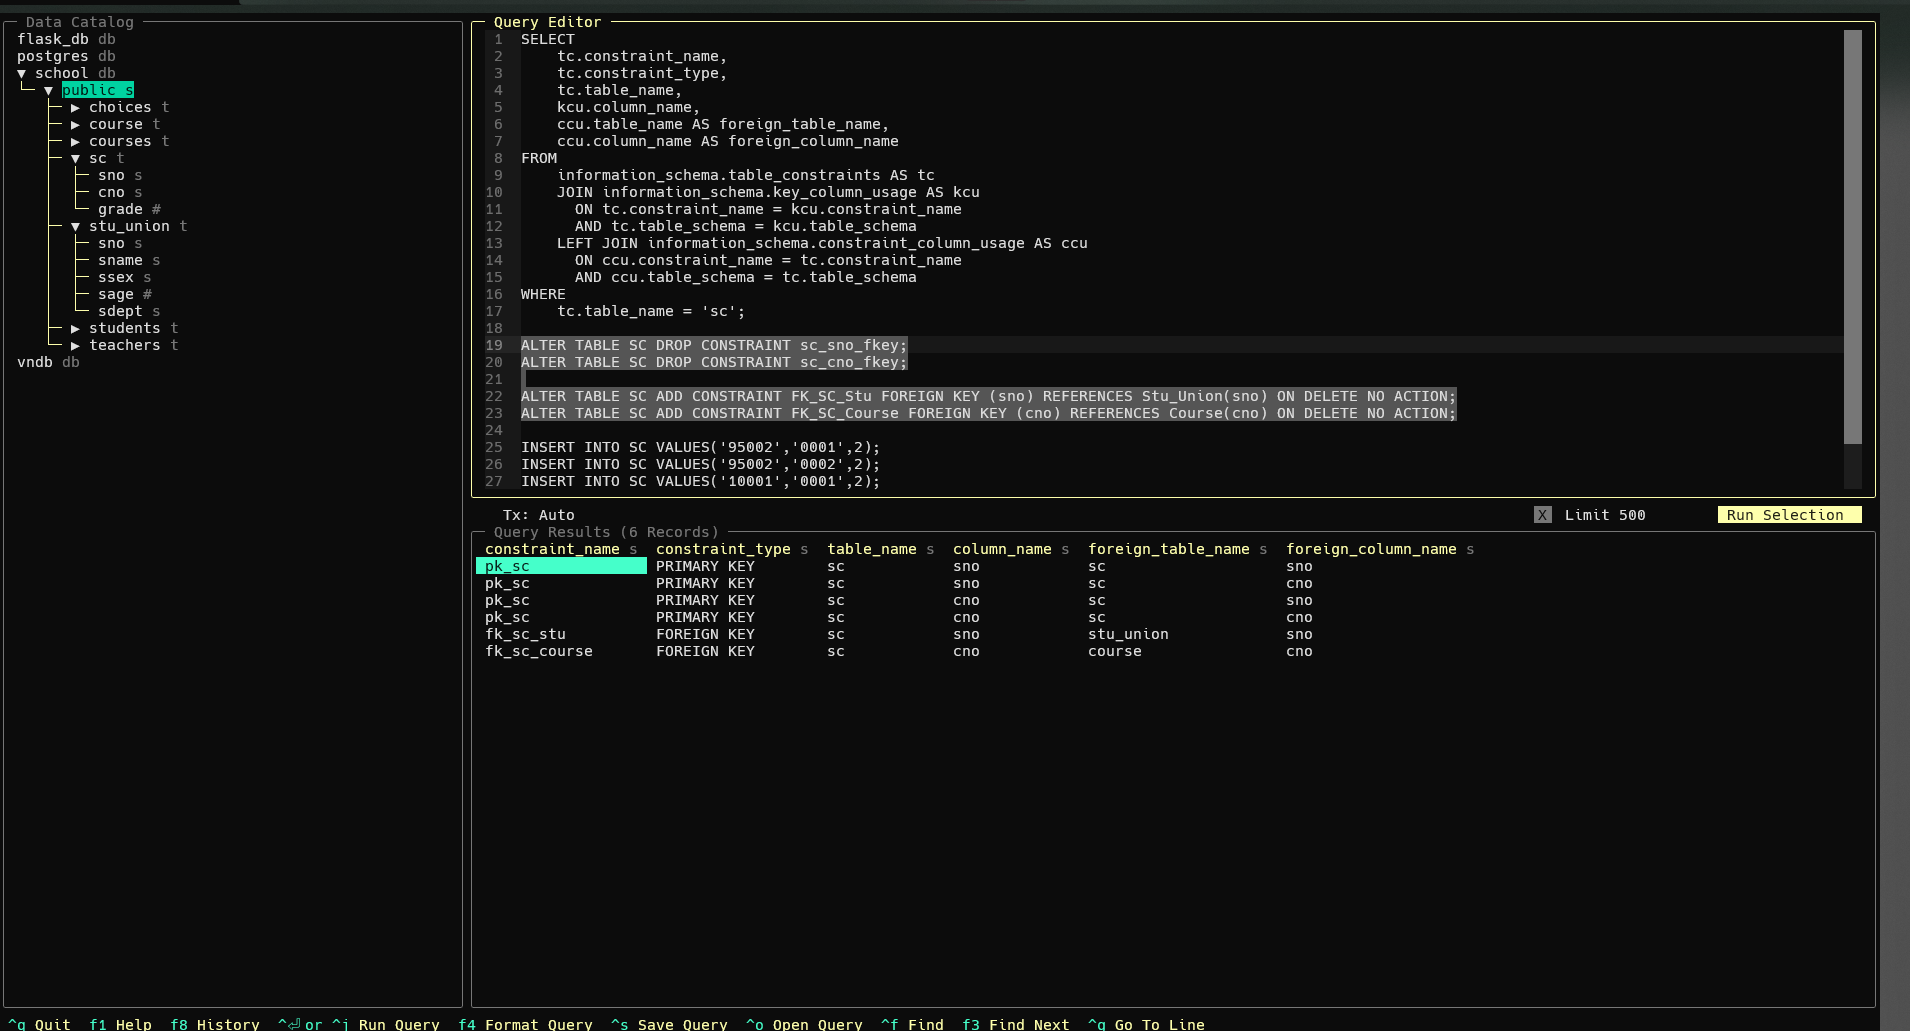 Data Catalog
flask_db db
postgres db
▼ school db
▼ public s
▶ choices t
▶ course t
▶ courses t
▼ sc t
sno s
cno s
grade #
▼ stu_union t
sno s
sname s
ssex s
sage #
sdept s
▶ students t
▶ teachers t
vndb db
Query Editor
1 SELECT
2 tc.constraint_name,
3 tc.constraint_type,
4 tc.table_name,
5 kcu.column_name,
6 ccu.table_name AS foreign_table_name,
7 ccu.column_name AS foreign_column_name
8 FROM
9 information_schema.table_constraints AS tc
10 JOIN information_schema.key_column_usage AS kcu
11 ON tc.constraint_name = kcu.constraint_name
12 AND tc.table_schema = kcu.table_schema
13 LEFT JOIN information_schema.constraint_column_usage AS ccu
14 ON ccu.constraint_name = tc.constraint_name
15 AND ccu.table_schema = tc.table_schema
16 WHERE
17 tc.table_name = 'sc';
18
19 ALTER TABLE SC DROP CONSTRAINT sc_sno_fkey;
20 ALTER TABLE SC DROP CONSTRAINT sc_cno_fkey;
21
22 ALTER TABLE SC ADD CONSTRAINT FK_SC_Stu FOREIGN KEY (sno) REFERENCES Stu_Union(sno) ON DELETE NO ACTION;
23 ALTER TABLE SC ADD CONSTRAINT FK_SC_Course FOREIGN KEY (cno) REFERENCES Course(cno) ON DELETE NO ACTION;
24
25 INSERT INTO SC VALUES('95002','0001',2);
26 INSERT INTO SC VALUES('95002','0002',2);
27 INSERT INTO SC VALUES('10001','0001',2);
Tx: Auto X Limit 500 Run Selection
Query Results (6 Records)
constraint_name s constraint_type s table_name s column_name s foreign_table_name s foreign_column_name s
pk_sc PRIMARY KEY sc sno sc sno
pk_sc PRIMARY KEY sc sno sc cno
pk_sc PRIMARY KEY sc cno sc sno
pk_sc PRIMARY KEY sc cno sc cno
fk_sc_stu FOREIGN KEY sc sno stu_union sno
fk_sc_course FOREIGN KEY sc cno course cno
^q Quit f1 Help f8 History ^⏎ or ^j Run Query f4 Format Query ^s Save Query ^o Open Query ^f Find f3 Find Next ^g Go To Line